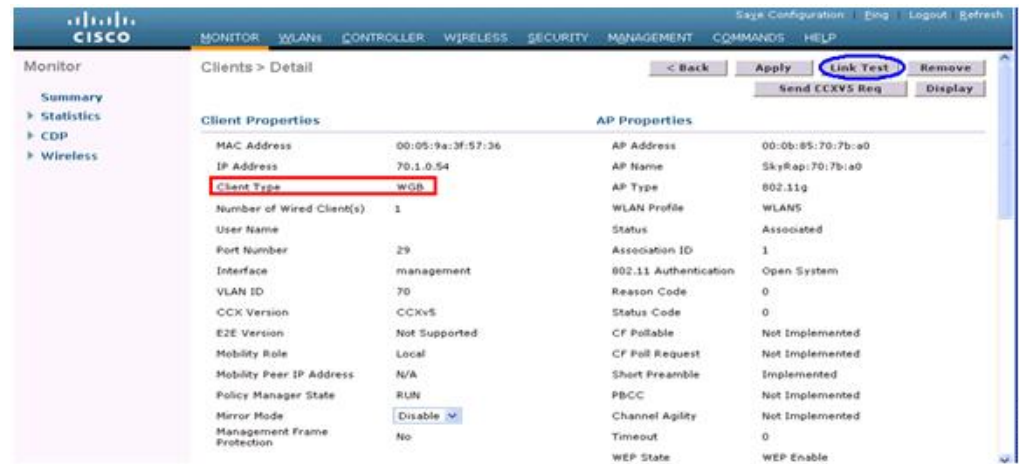 Save Configuration Ping Logout Refresh
CISCO
MONITOR WLANs CONTROLLER WIRELESS SECURITY MANAGEMENT COMMANDS HELP
Monitor
Summary
Statistics
CDP
Wireless
Clients > Detail
< Back Apply Link Test Remove
Send CCXV5 Req Display
Client Properties
MAC Address 00:05:9a:3f:57:36
IP Address 70.1.0.54
Client Type WGB
Number of Wired Client(s) 1
User Name
Port Number 29
Interface management
VLAN ID 70
CCX Version CCXv5
E2E Version Not Supported
Mobility Role Local
Mobility Peer IP Address N/A
Policy Manager State RUN
Mirror Mode Disable
Management Frame Protection No
AP Properties
AP Address 00:0b:85:70:7b:a0
AP Name SkyRap:70:7b:a0
AP Type 802.11g
WLAN Profile WLAN5
Status Associated
Association ID 1
802.11 Authentication Open System
Reason Code 0
Status Code 0
CF Pollable Not Implemented
CF Poll Request Not Implemented
Short Preamble Implemented
PBCC Not Implemented
Channel Agility Not Implemented
Timeout 0
WEP State WEP Enable